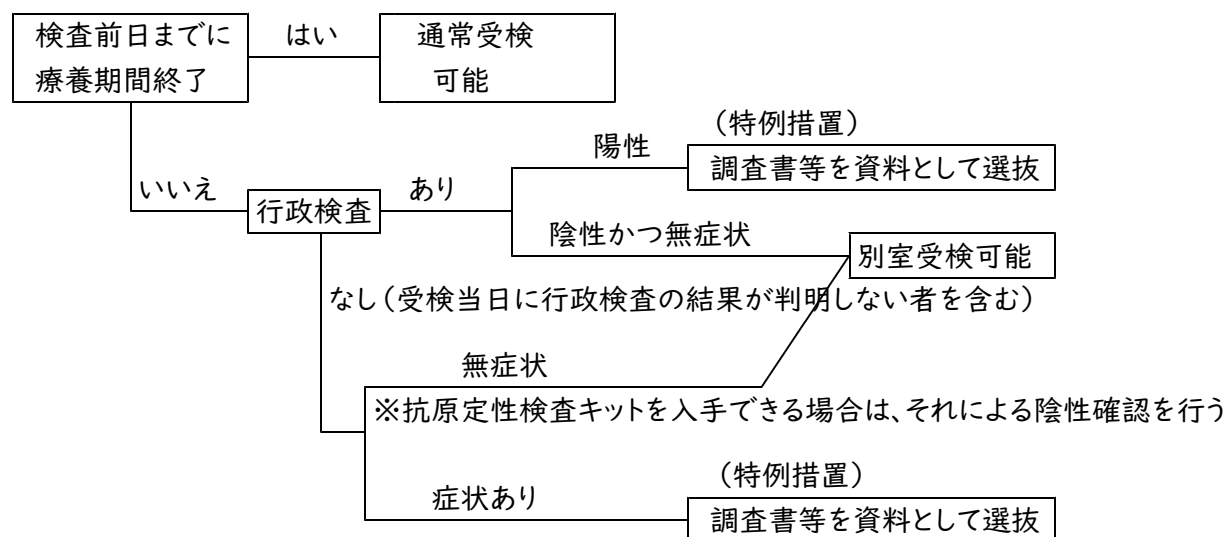 検査前日までに
療養期間終了
はい
通常受検
可能
いいえ
行政検査
あり
陽性
（特例措置）
調査書等を資料として選抜
陰性かつ無症状
別室受検可能
なし（受検当日に行政検査の結果が判明しない者を含む）
無症状
※抗原定性検査キットを入手できる場合は、それによる陰性確認を行う
症状あり
（特例措置）
調査書等を資料として選抜